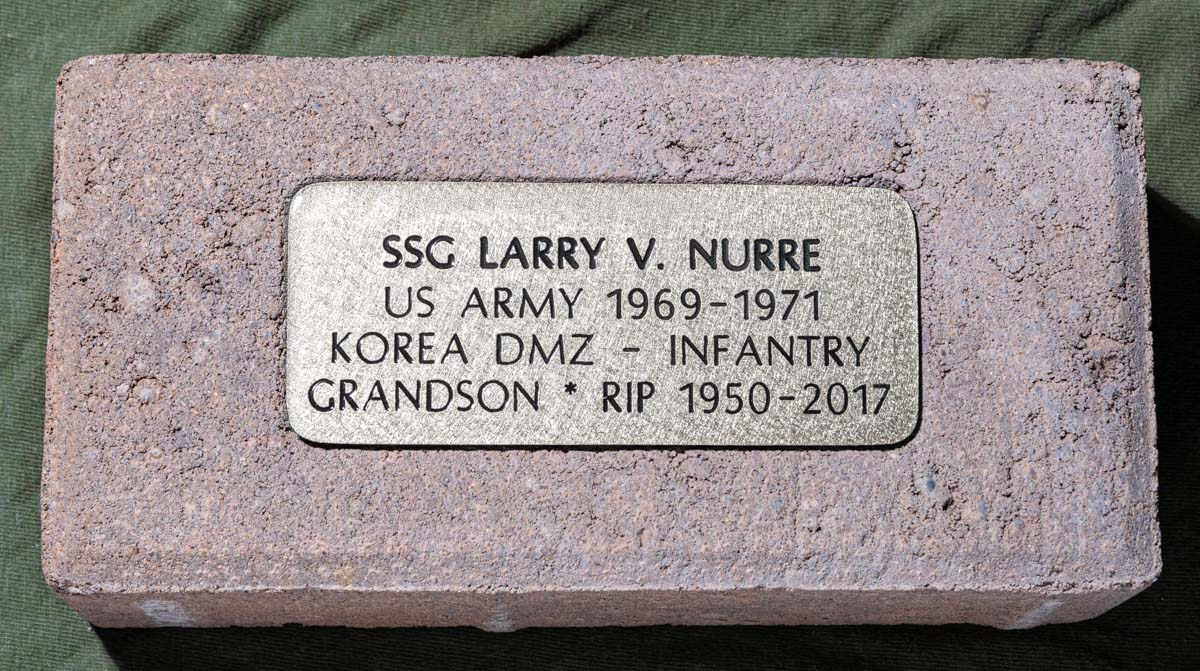 SSG LARRY V. NURRE
US ARMY 1969-1971
KOREA DMZ - INFANTRY
GRANDSON * RIP 1950-2017